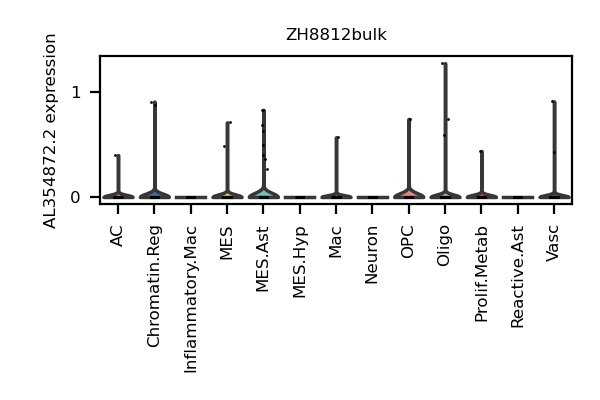 ZH8812bulk
AL354872.2 expression
1
0
AC
Chromatin.Reg
Inflammatory.Mac
MES
MES.Ast
MES.Hyp
Mac
Neuron
OPC
Oligo
Prolif.Metab
Reactive.Ast
Vasc